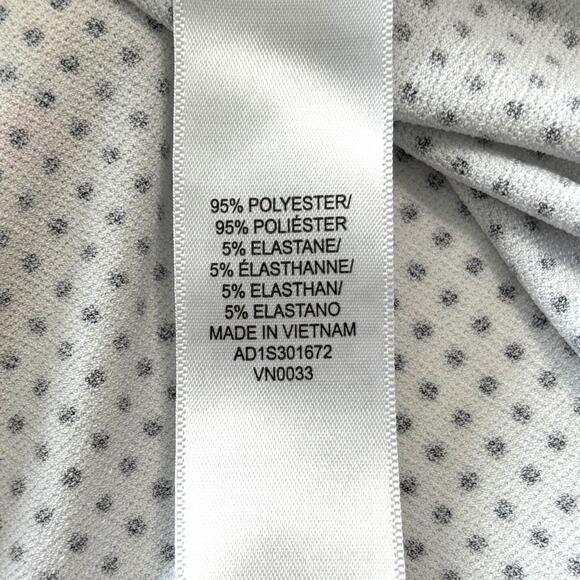 95% POLYESTER/
95% POLIÉSTER
5% ELASTANE/
5% ÉLASTHANNE/
5% ELASTHAN/
5% ELASTANO
MADE IN VIETNAM
AD1S301672
VN0033